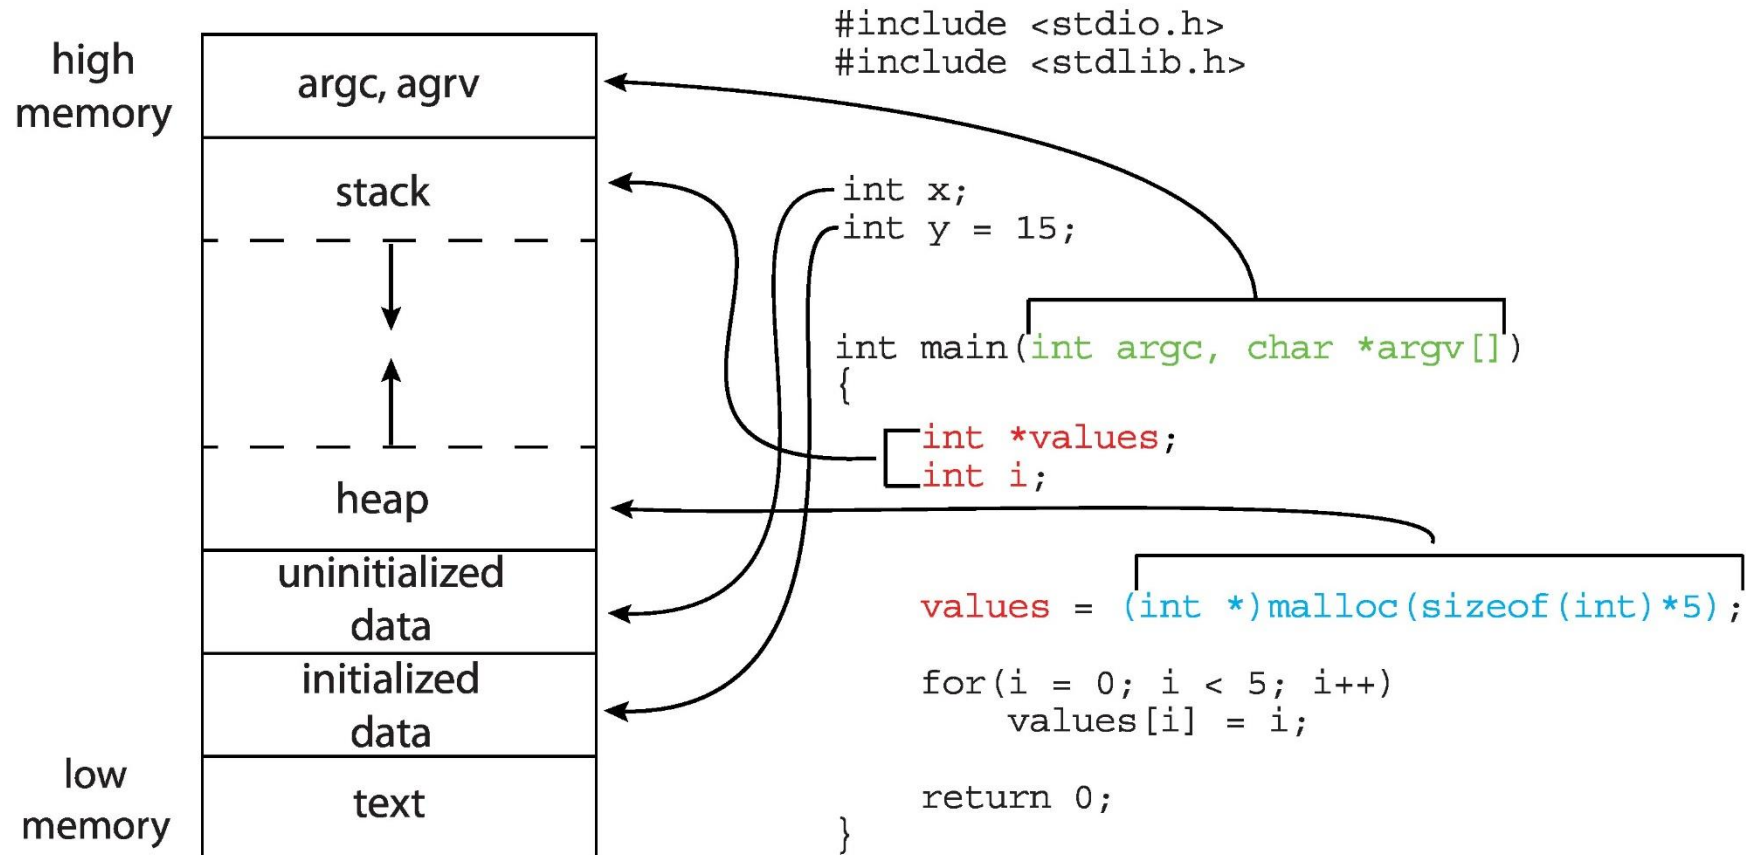 high
memory
argc, agrv
stack
heap
uninitialized
data
initialized
data
low
memory
text
#include <stdio.h>
#include <stdlib.h>
int x;
int y = 15;
int main(int argc, char *argv[])
{
int *values;
int i;
values = (int *)malloc(sizeof(int)*5);
for(i = 0; i < 5; i++)
values[i] = i;
return 0;
}